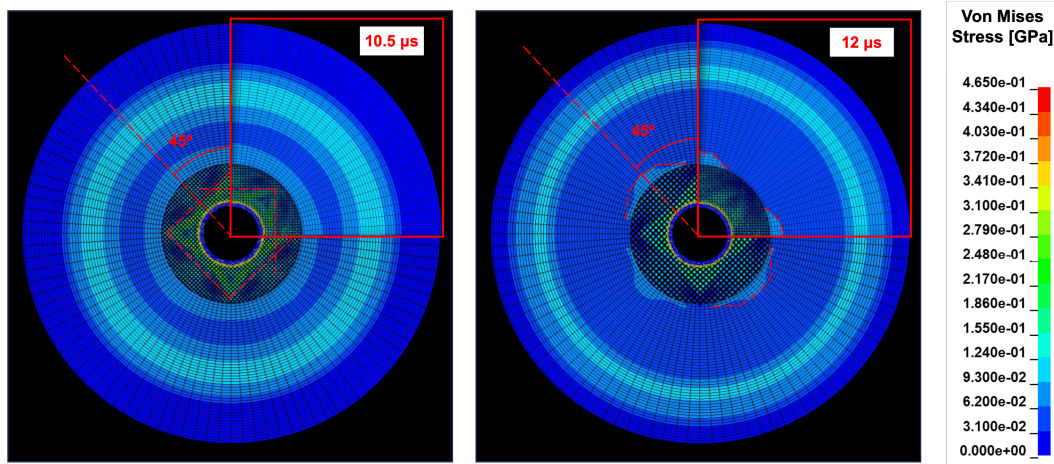 10.5 µs
45°
12 µs
45°
Von Mises
Stress [GPa]
4.650e-01
4.340e-01
4.030e-01
3.720e-01
3.410e-01
3.100e-01
2.790e-01
2.480e-01
2.170e-01
1.860e-01
1.550e-01
1.240e-01
9.300e-02
6.200e-02
3.100e-02
0.000e+00